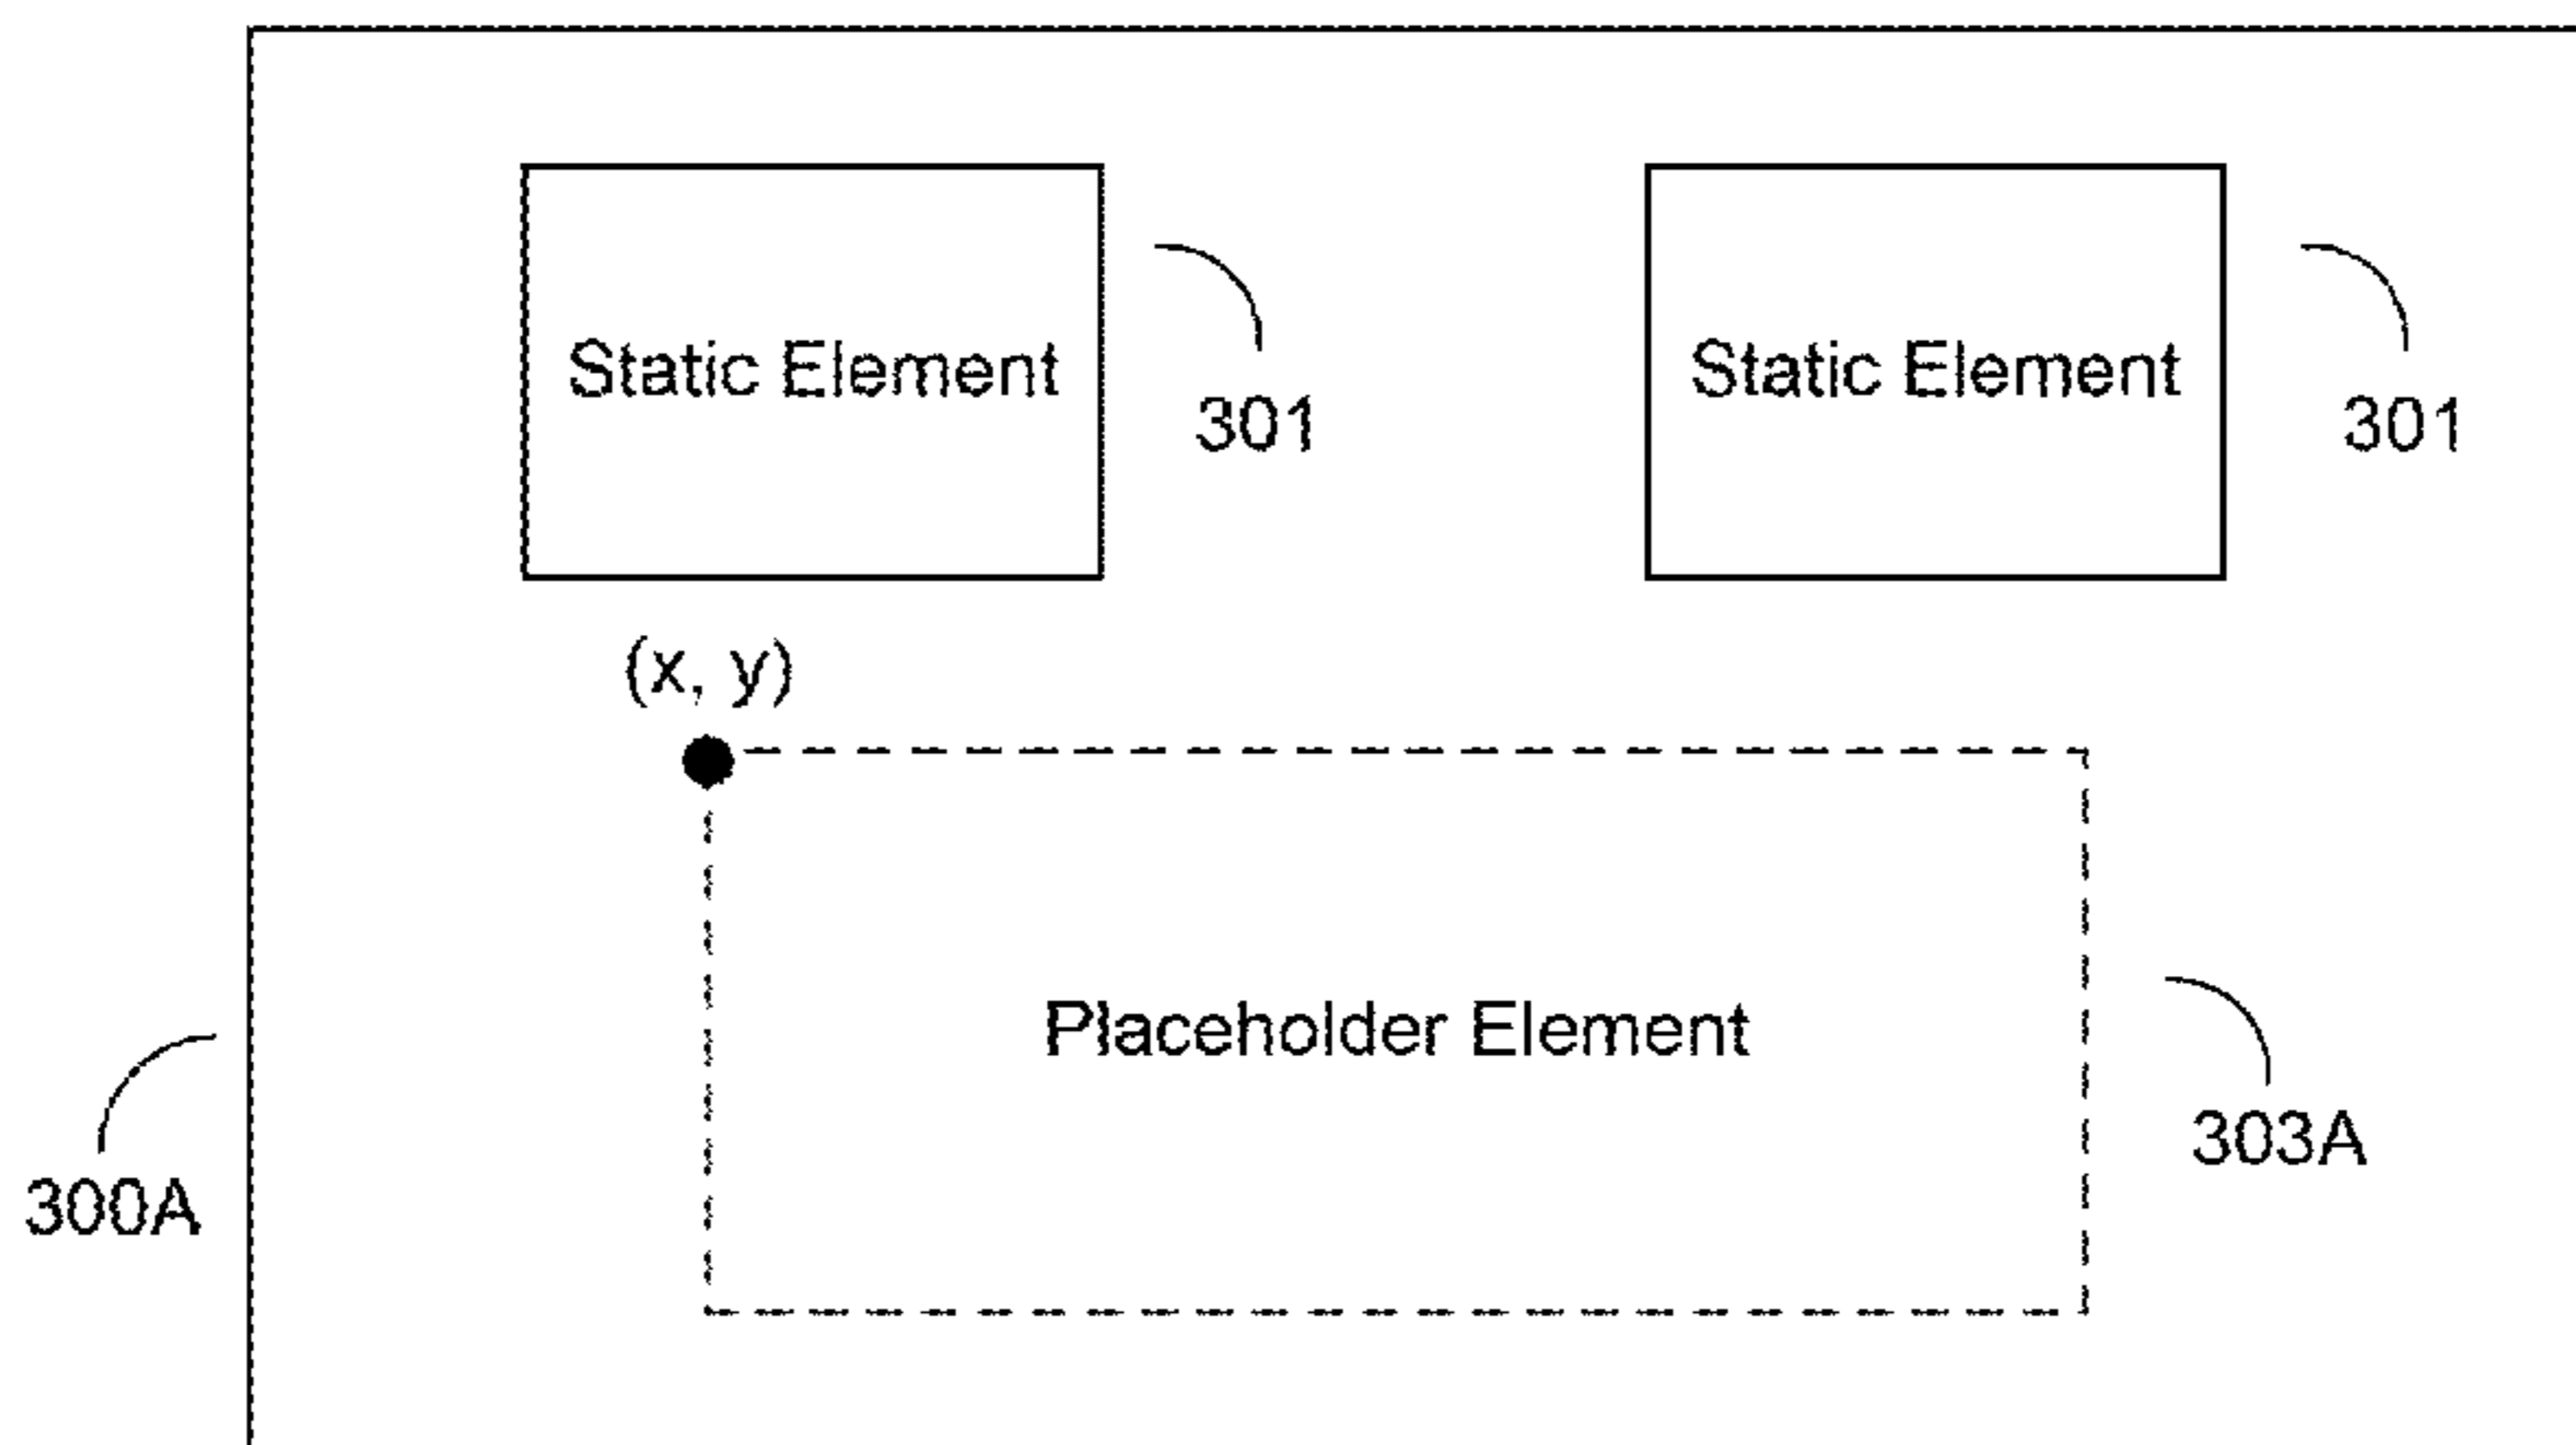 Static Element
301
Static Element
301
(x, y)
Placeholder Element
303A
300A